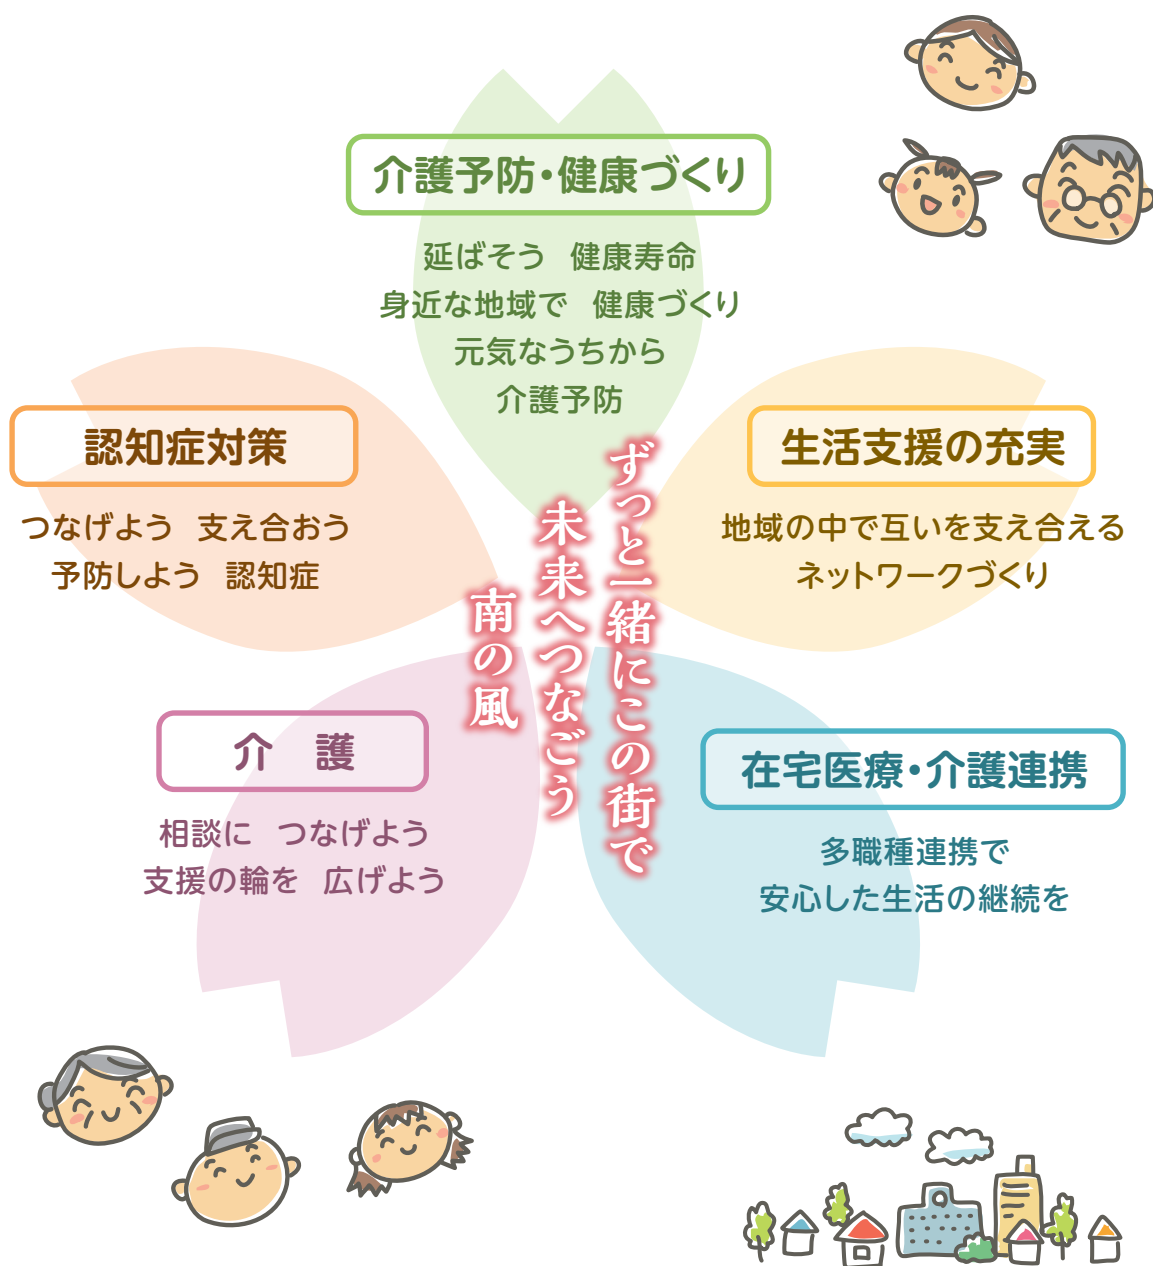 介護予防・健康づくり
延ばそう　健康寿命
身近な地域で　健康づくり
元気なうちから
介護予防
認知症対策
つなげよう　支え合おう
予防しよう　認知症
生活支援の充実
地域の中で互いを支え合える
ネットワークづくり
ずっと一緒にこの街で
未来へつなごう
南の風
介　護
相談に　つなげよう
支援の輪を　広げよう
在宅医療・介護連携
多職種連携で
安心した生活の継続を